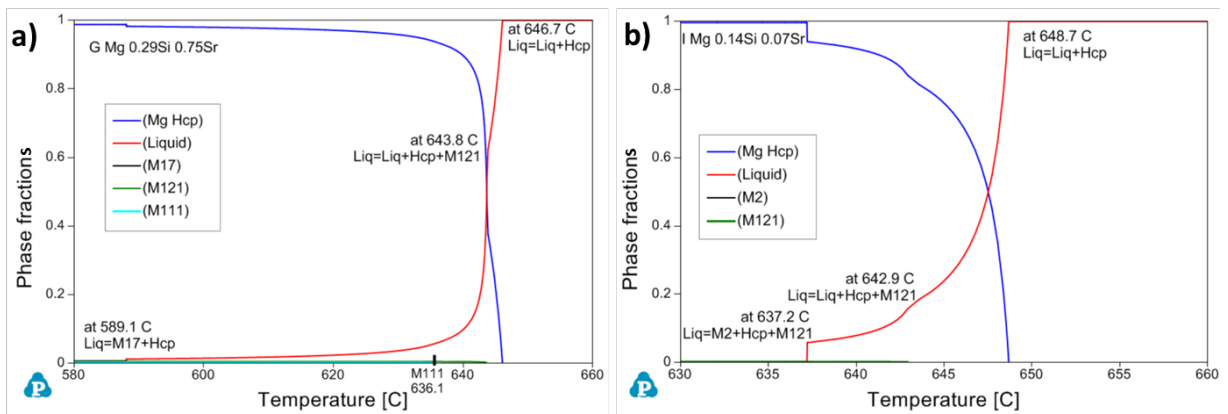 a)
G Mg 0.29Si 0.75Sr
at 646.7 C
Liq=Liq+Hcp
(Mg Hcp)
(Liquid)
(M17)
(M121)
(M111)
at 643.8 C
Liq=Liq+Hcp+M121
at 589.1 C
Liq=M17+Hcp
M111
636.1
Phase fractions
1
0.8
0.6
0.4
0.2
0
580
600
620
640
660
Temperature [C]
P
b)
I Mg 0.14Si 0.07Sr
at 648.7 C
Liq=Liq+Hcp
(Mg Hcp)
(Liquid)
(M2)
(M121)
at 642.9 C
Liq=Liq+Hcp+M121
at 637.2 C
Liq=M2+Hcp+M121
Phase fractions
1
0.8
0.6
0.4
0.2
0
630
635
640
645
650
655
660
Temperature [C]
P